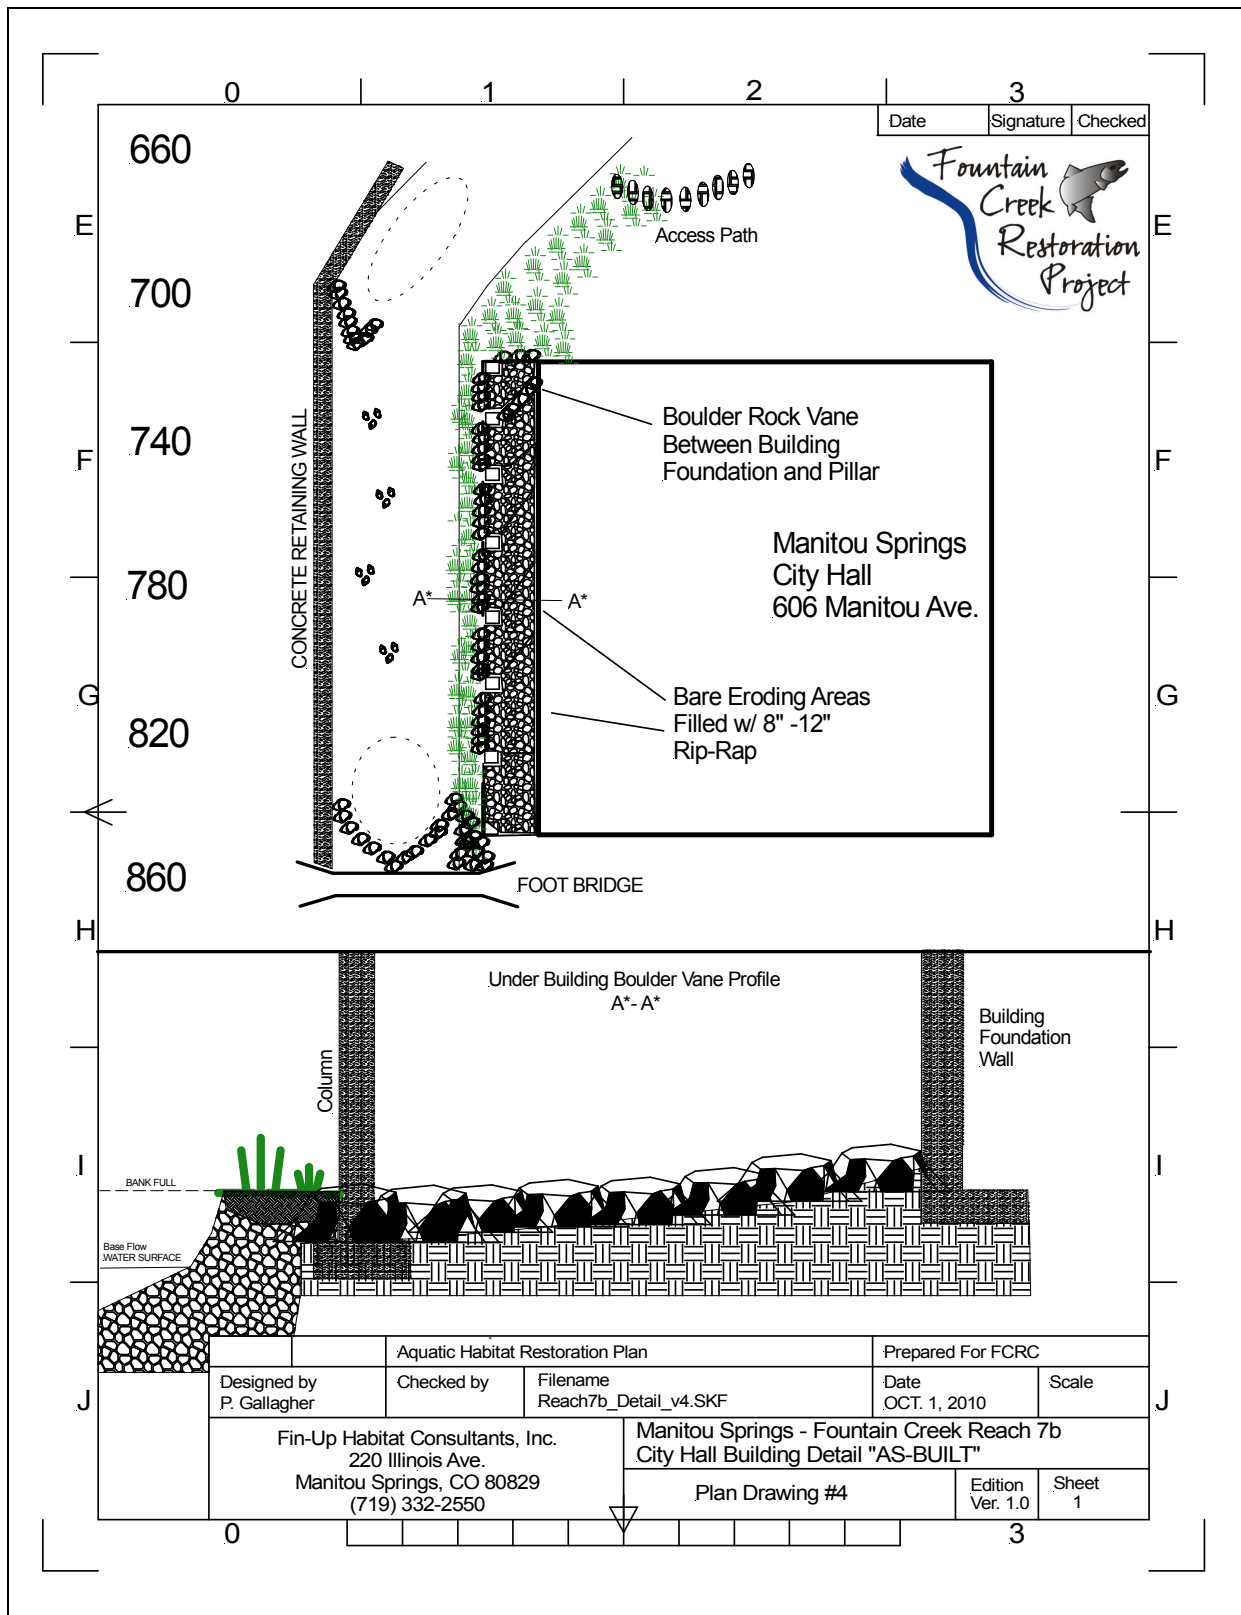 0 1 2 3
Date Signature Checked
660
Fountain
Creek
Restoration
Project
E E
Access Path
700
CONCRETE RETAINING WALL
Boulder Rock Vane
Between Building
Foundation and Pillar
740
F F
Manitou Springs
City Hall
606 Manitou Ave.
780
A* A*
Bare Eroding Areas
Filled w/ 8" -12"
Rip-Rap
G G
820
860
FOOT BRIDGE
H H
Under Building Boulder Vane Profile
A*- A*
Building
Foundation
Wall
Column
I I
BANK FULL
Base Flow
WATER SURFACE
Aquatic Habitat Restoration Plan
Prepared For FCRC
J J
Designed by
P. Gallagher
Checked by
Filename
Reach7b_Detail_v4.SKF
Date
OCT. 1, 2010
Scale
Fin-Up Habitat Consultants, Inc.
220 Illinois Ave.
Manitou Springs, CO 80829
(719) 332-2550
Manitou Springs - Fountain Creek Reach 7b
City Hall Building Detail "AS-BUILT"
Plan Drawing #4
Edition
Ver. 1.0
Sheet
1
0 3